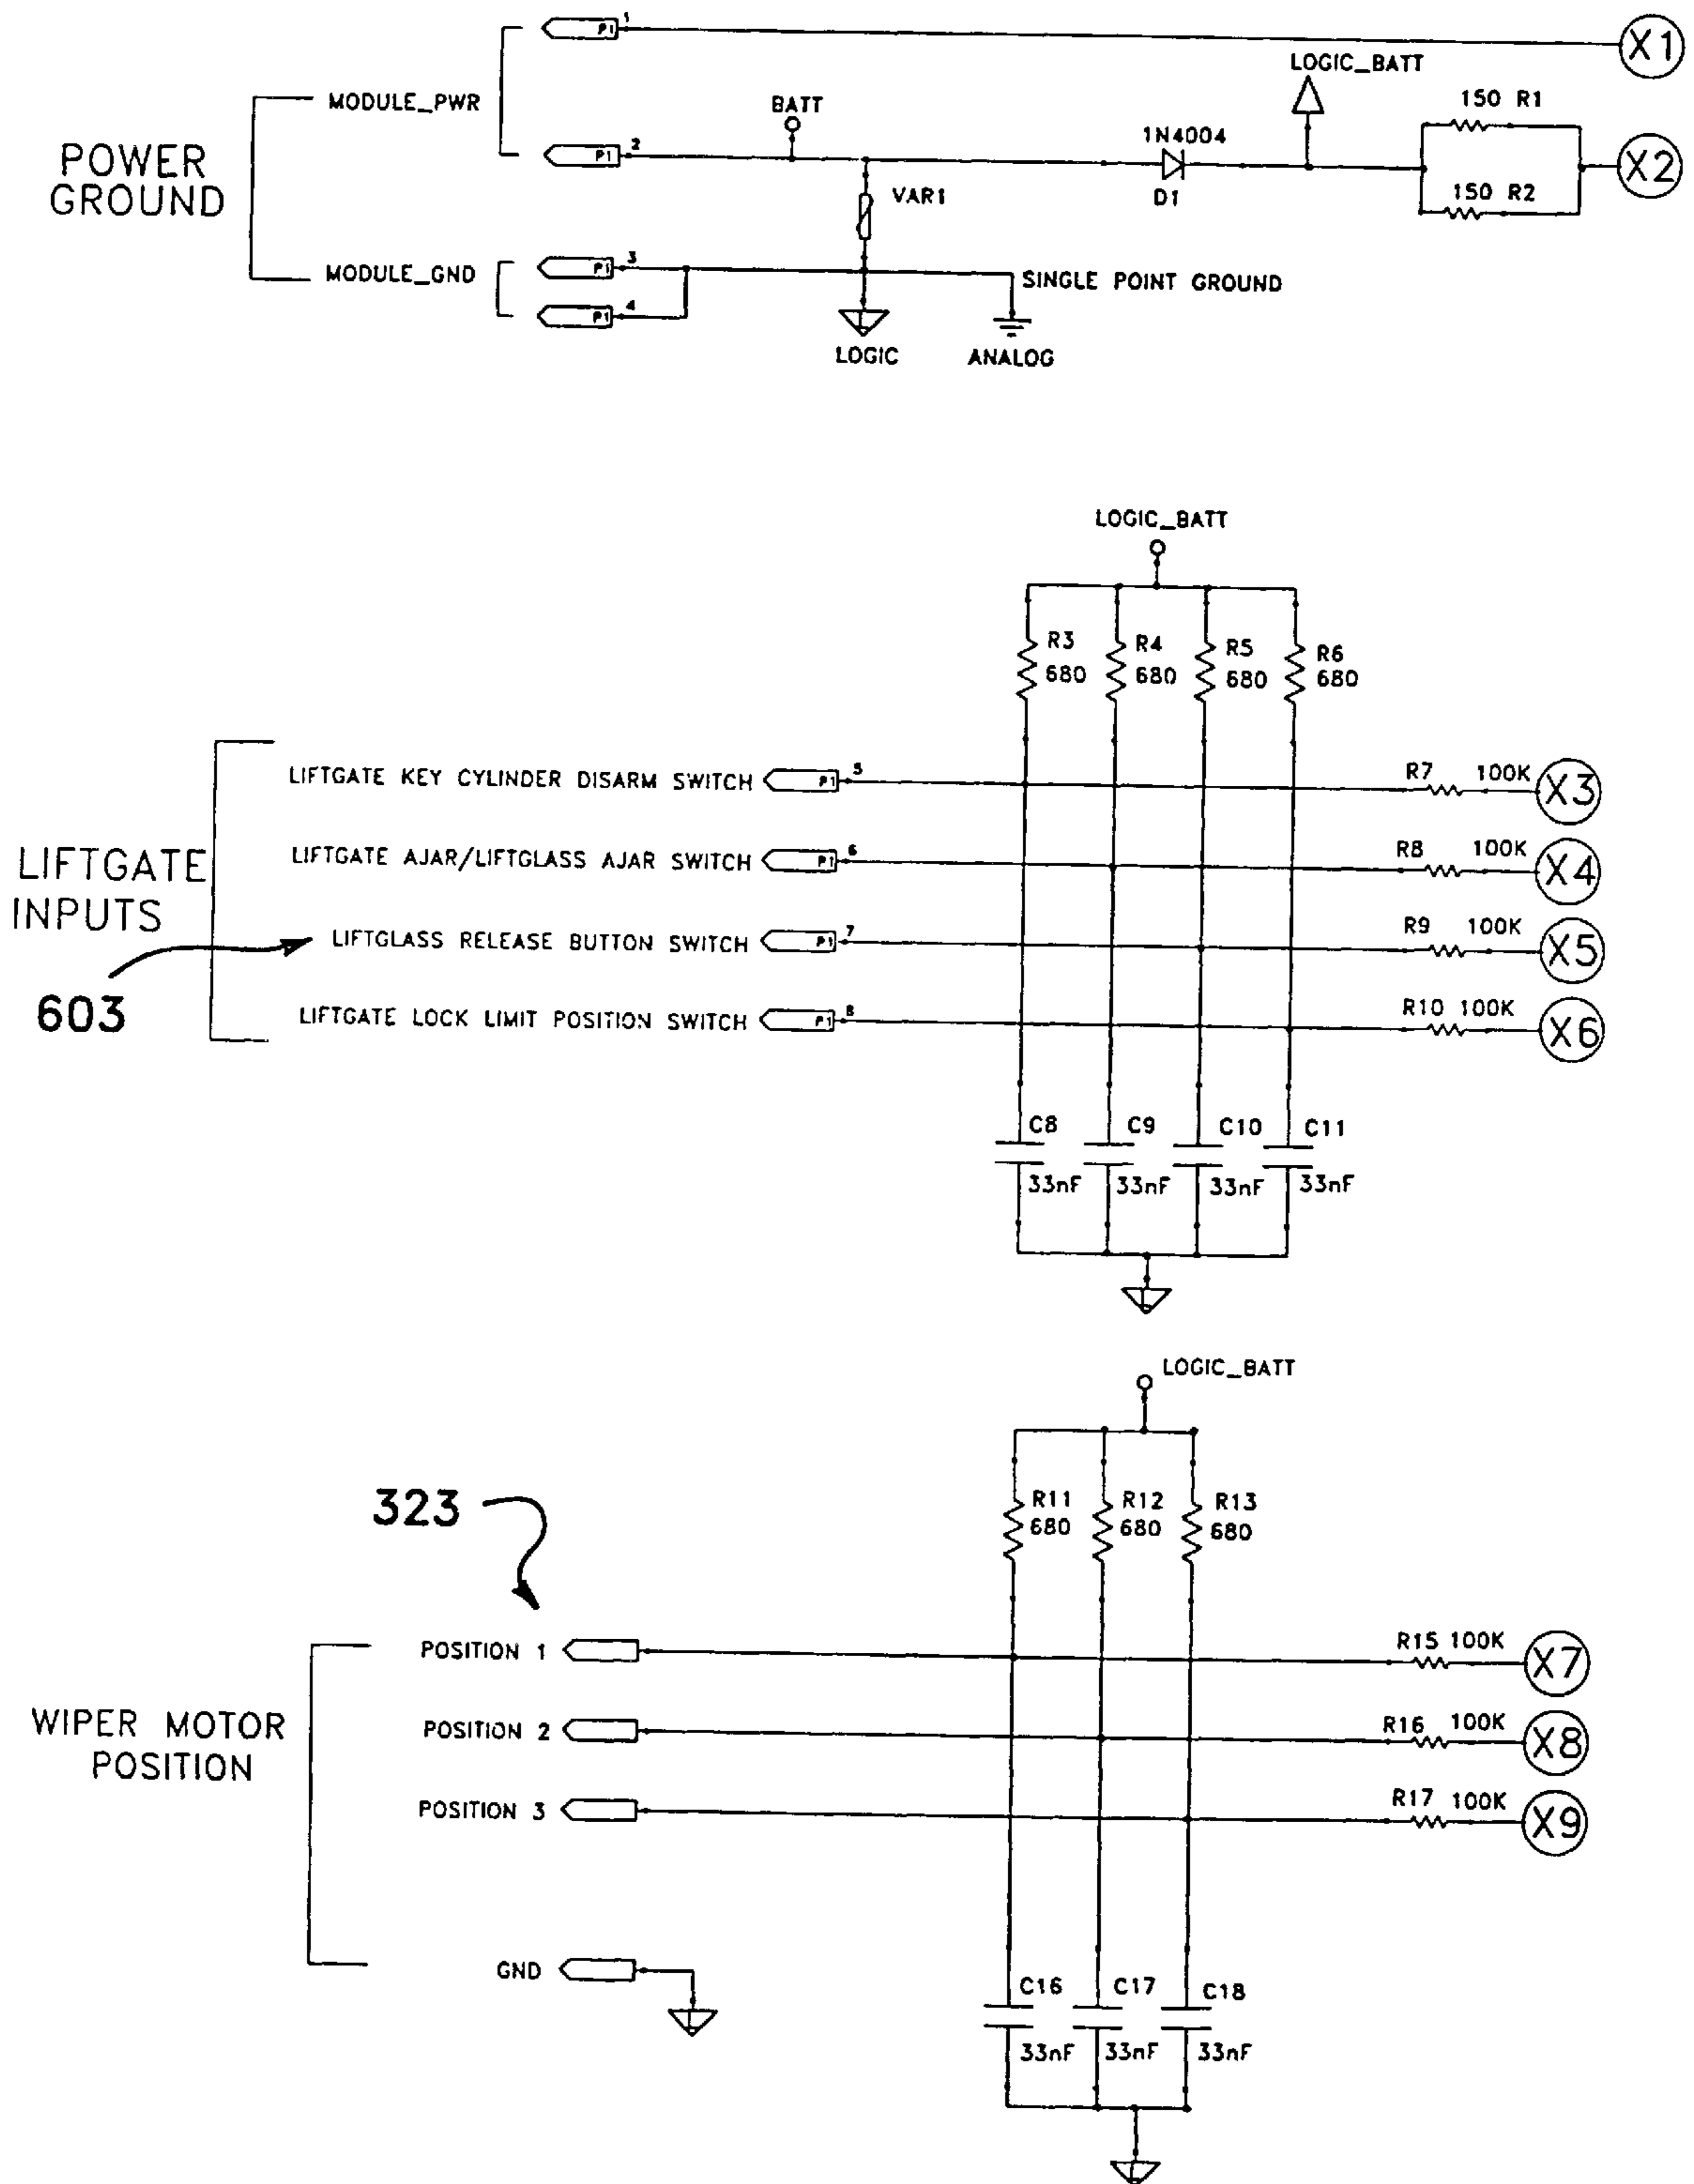 P1 1
X1
LOGIC_BATT
MODULE_PWR
BATT
150 R1
1N4004
P1 2
X2
POWER
GROUND
VAR1
D1
150 R2
MODULE_GND
P1 3
SINGLE POINT GROUND
P1 4
LOGIC
ANALOG
LOGIC_BATT
R3
680
R4
680
R5
680
R6
680
LIFTGATE KEY CYLINDER DISARM SWITCH
P1 5
R7 100K
X3
LIFTGATE
INPUTS
LIFTGATE AJAR/LIFTGLASS AJAR SWITCH
P1 6
R8 100K
X4
LIFTGLASS RELEASE BUTTON SWITCH
P1 7
R9 100K
X5
603
LIFTGATE LOCK LIMIT POSITION SWITCH
P1 8
R10 100K
X6
C8
33nF
C9
33nF
C10
33nF
C11
33nF
LOGIC_BATT
323
R11
680
R12
680
R13
680
WIPER MOTOR
POSITION
POSITION 1
R15 100K
X7
POSITION 2
R16 100K
X8
POSITION 3
R17 100K
X9
GND
C16
33nF
C17
33nF
C18
33nF